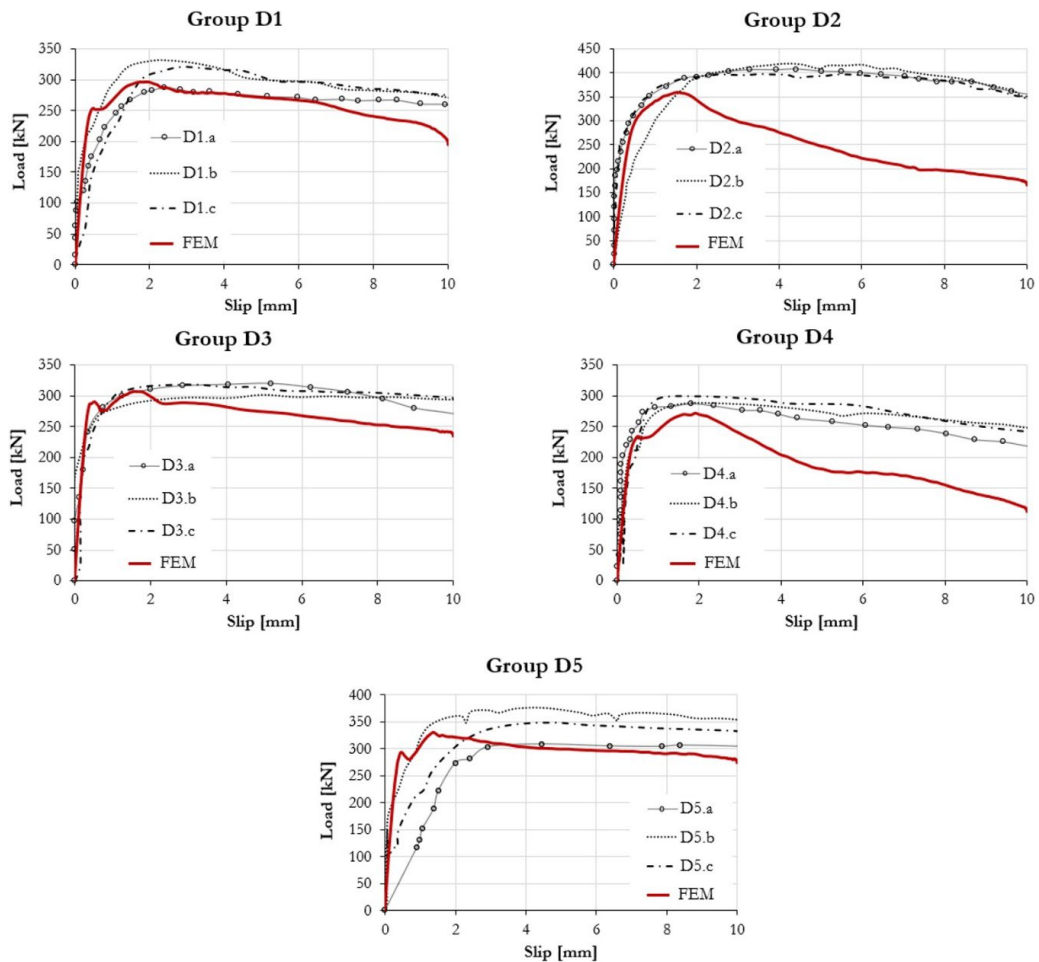 Group D1
350
300
250
200
150
100
50
0
Load [kN]
D1.a
D1.b
D1.c
FEM
0 2 4 6 8 10
Slip [mm]
Group D2
450
400
350
300
250
200
150
100
50
0
Load [kN]
D2.a
D2.b
D2.c
FEM
0 2 4 6 8 10
Slip [mm]
Group D3
350
300
250
200
150
100
50
0
Load [kN]
D3.a
D3.b
D3.c
FEM
0 2 4 6 8 10
Slip [mm]
Group D4
350
300
250
200
150
100
50
0
Load [kN]
D4.a
D4.b
D4.c
FEM
0 2 4 6 8 10
Slip [mm]
Group D5
400
350
300
250
200
150
100
50
0
Load [kN]
D5.a
D5.b
D5.c
FEM
0 2 4 6 8 10
Slip [mm]